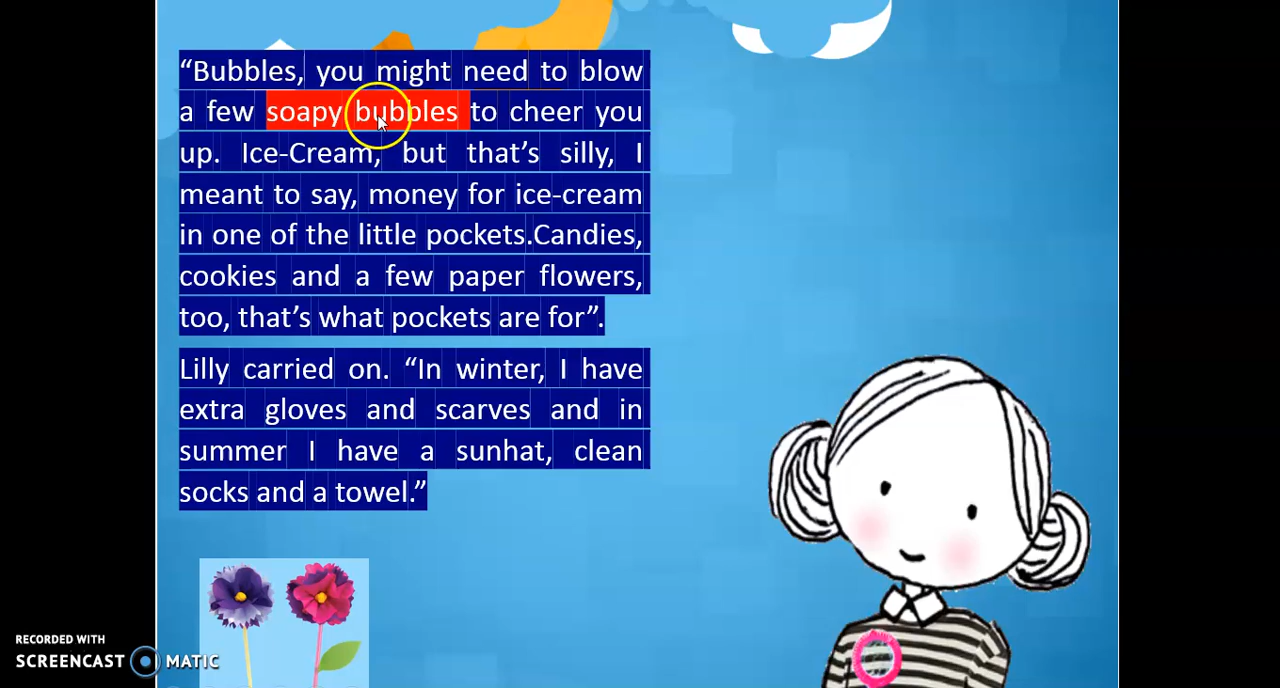 “Bubbles, you might need to blow
a few soapy bubbles to cheer you
up. Ice-Cream, but that’s silly, I
meant to say, money for ice-cream
in one of the little pockets.Candies,
cookies and a few paper flowers,
too, that’s what pockets are for”.
Lilly carried on. “In winter, I have
extra gloves and scarves and in
summer I have a sunhat, clean
socks and a towel.”
RECORDED WITH
SCREENCAST MATIC